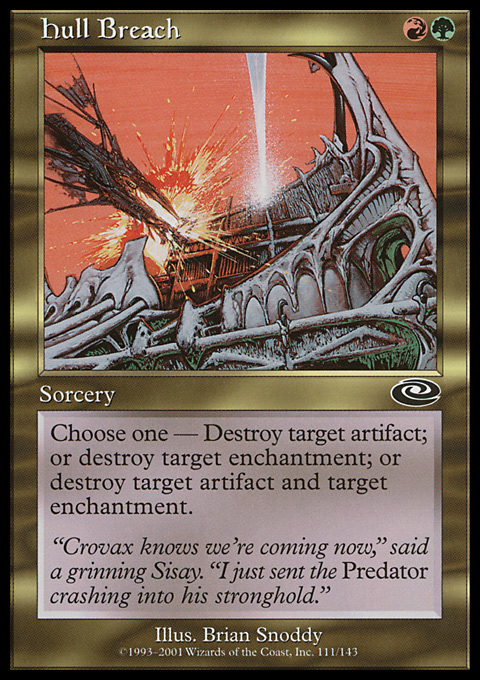 Hull Breach
Sorcery
Choose one — Destroy target artifact;
or destroy target enchantment; or
destroy target artifact and target
enchantment.
“Crovax knows we’re coming now,” said
a grinning Sisay. “I just sent the Predator
crashing into his stronghold.”
Illus. Brian Snoddy
©1993–2001 Wizards of the Coast, Inc. 111/143